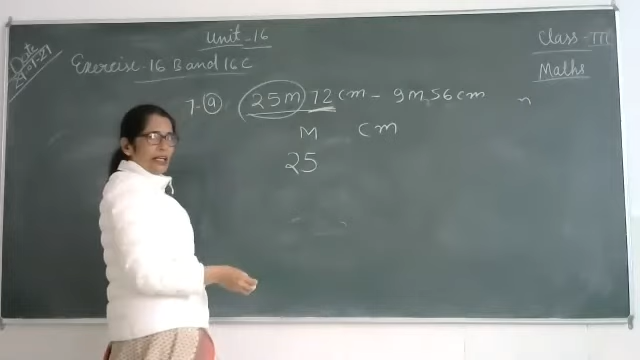 Unit-16
Class-III
Date
Exercise 16 B and 16 C
Maths
7. (a) 25m 72cm - 9m 56cm
M cm
25